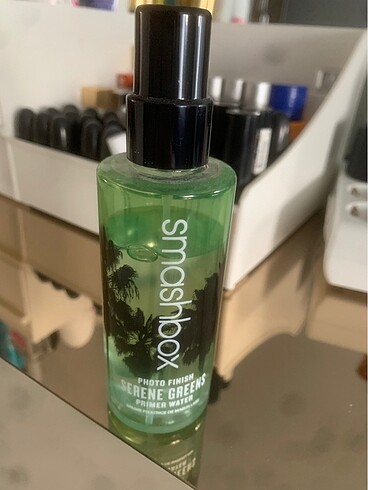 smashbox
PHOTO FINISH
SERENE GREENS
PRIMER WATER